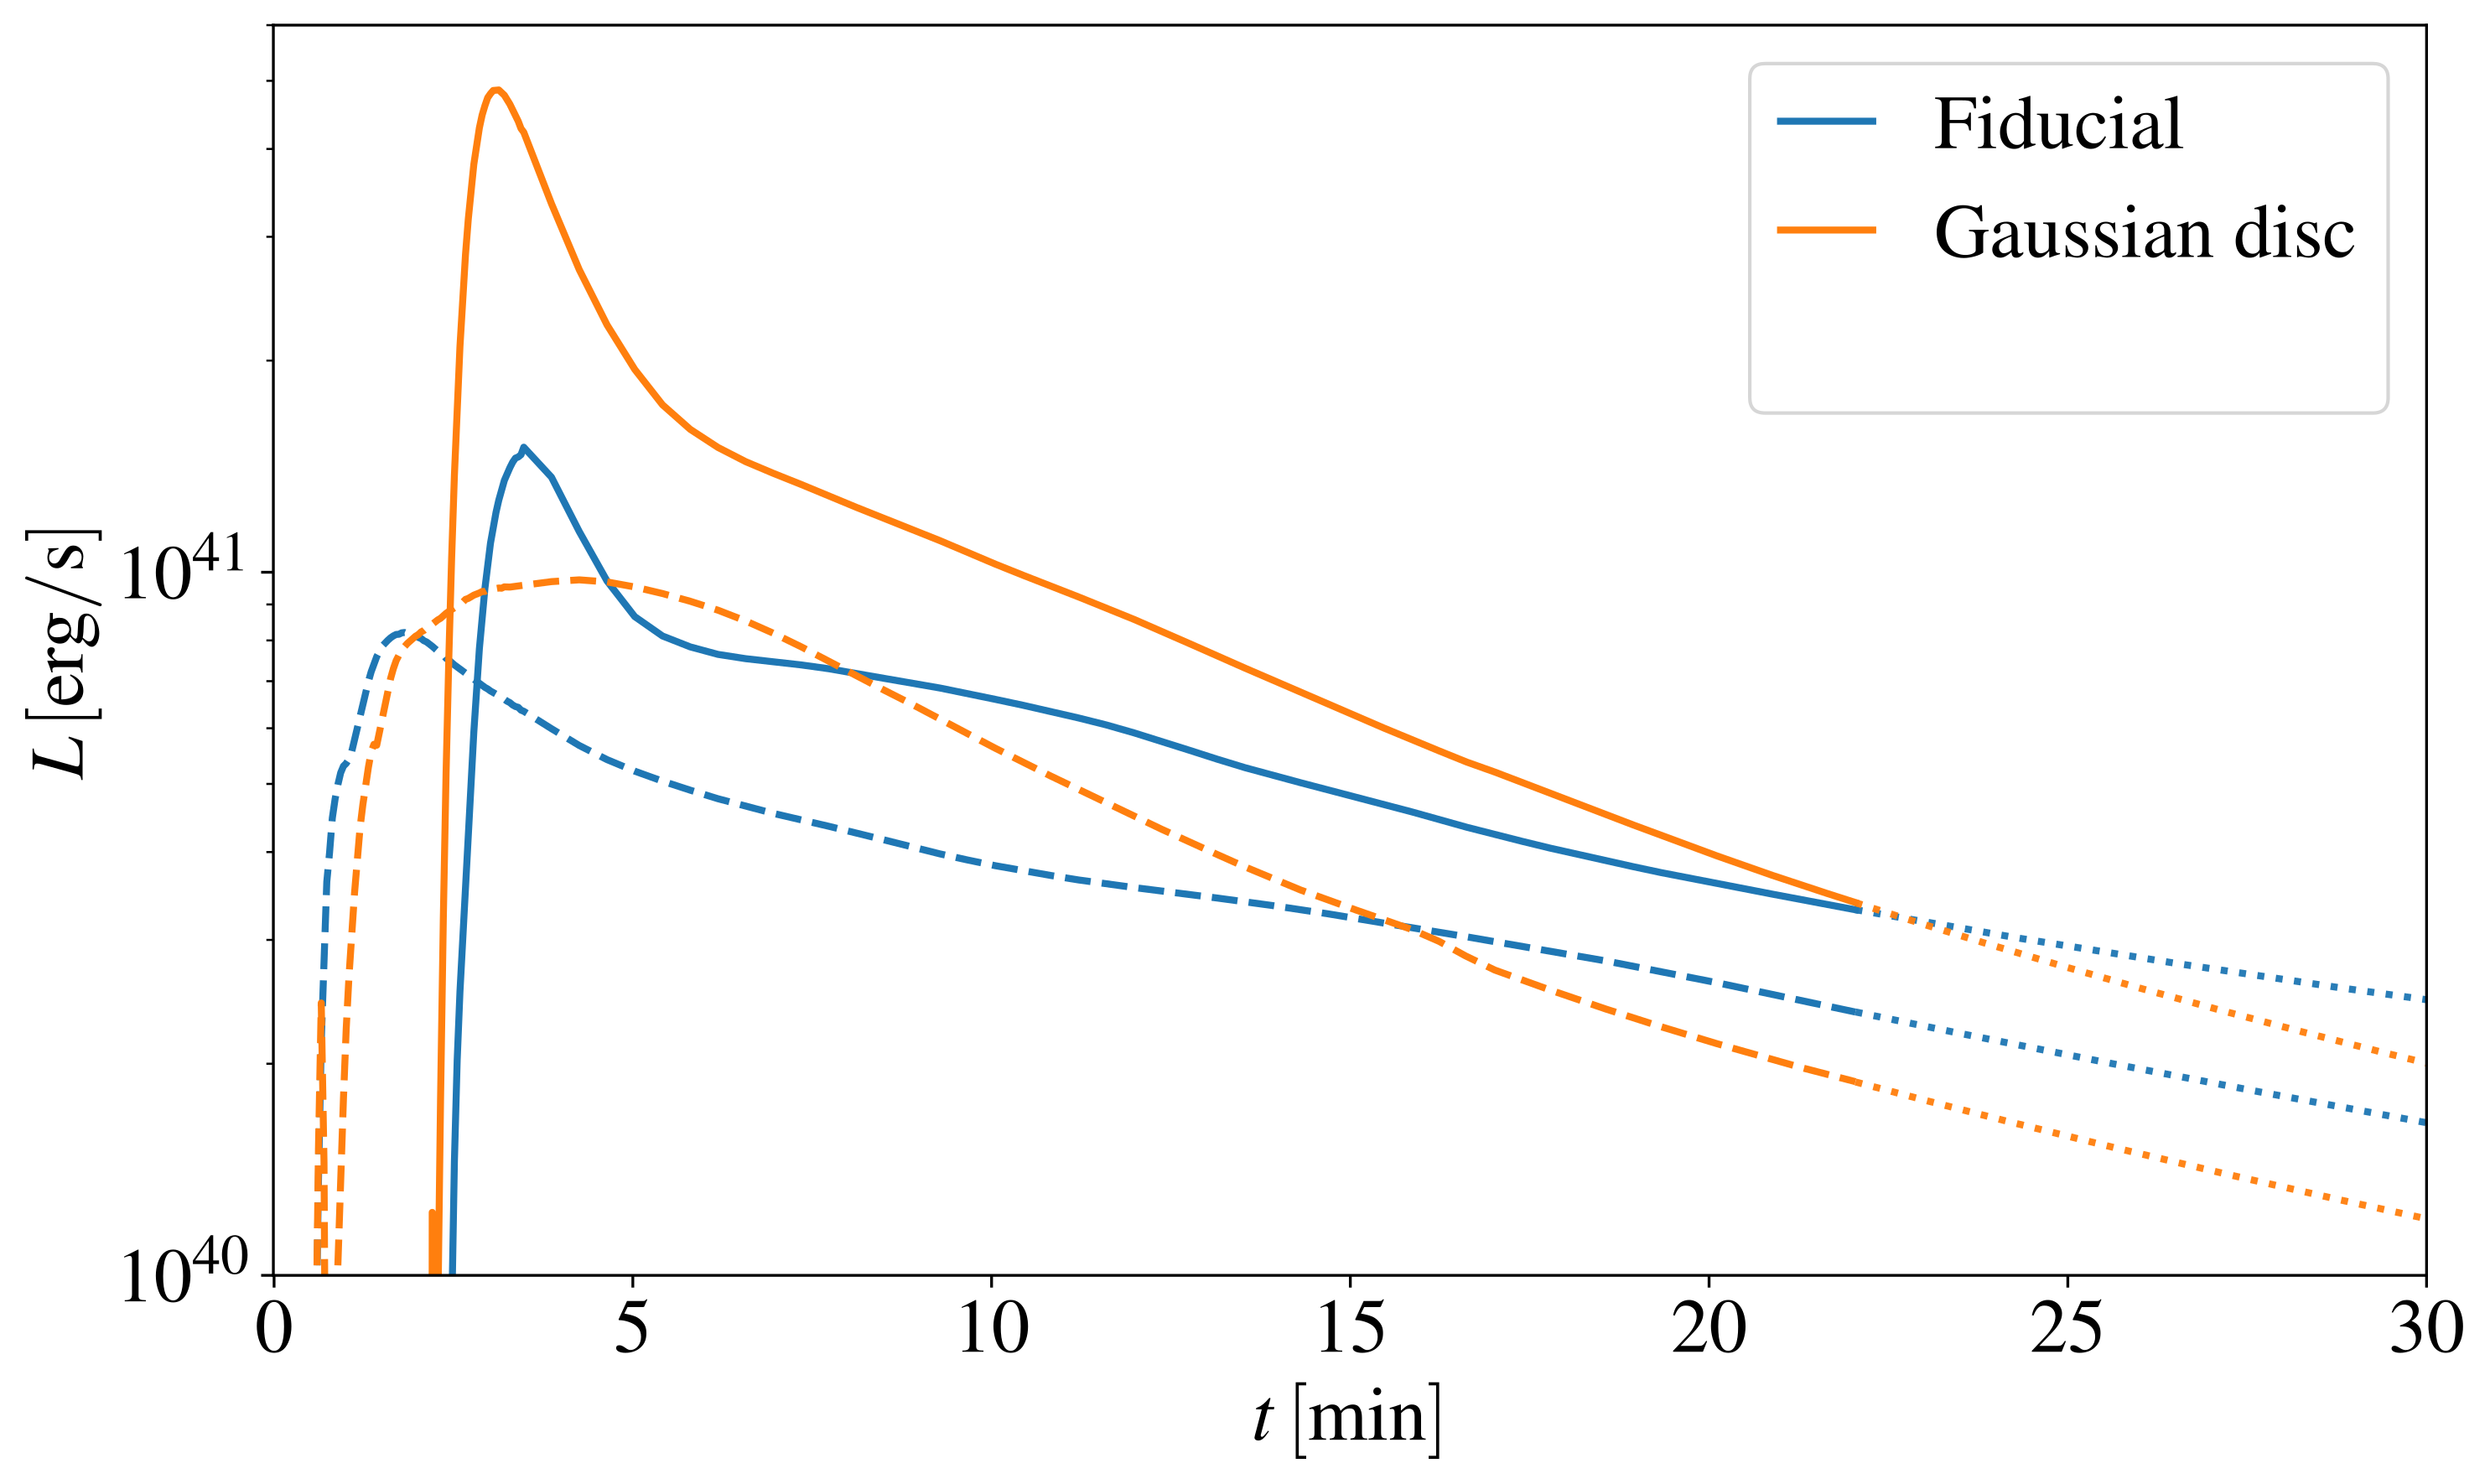 Fiducial
Gaussian disc
L [erg/s]
10^41
10^40
0 5 10 15 20 25 30
t [min]